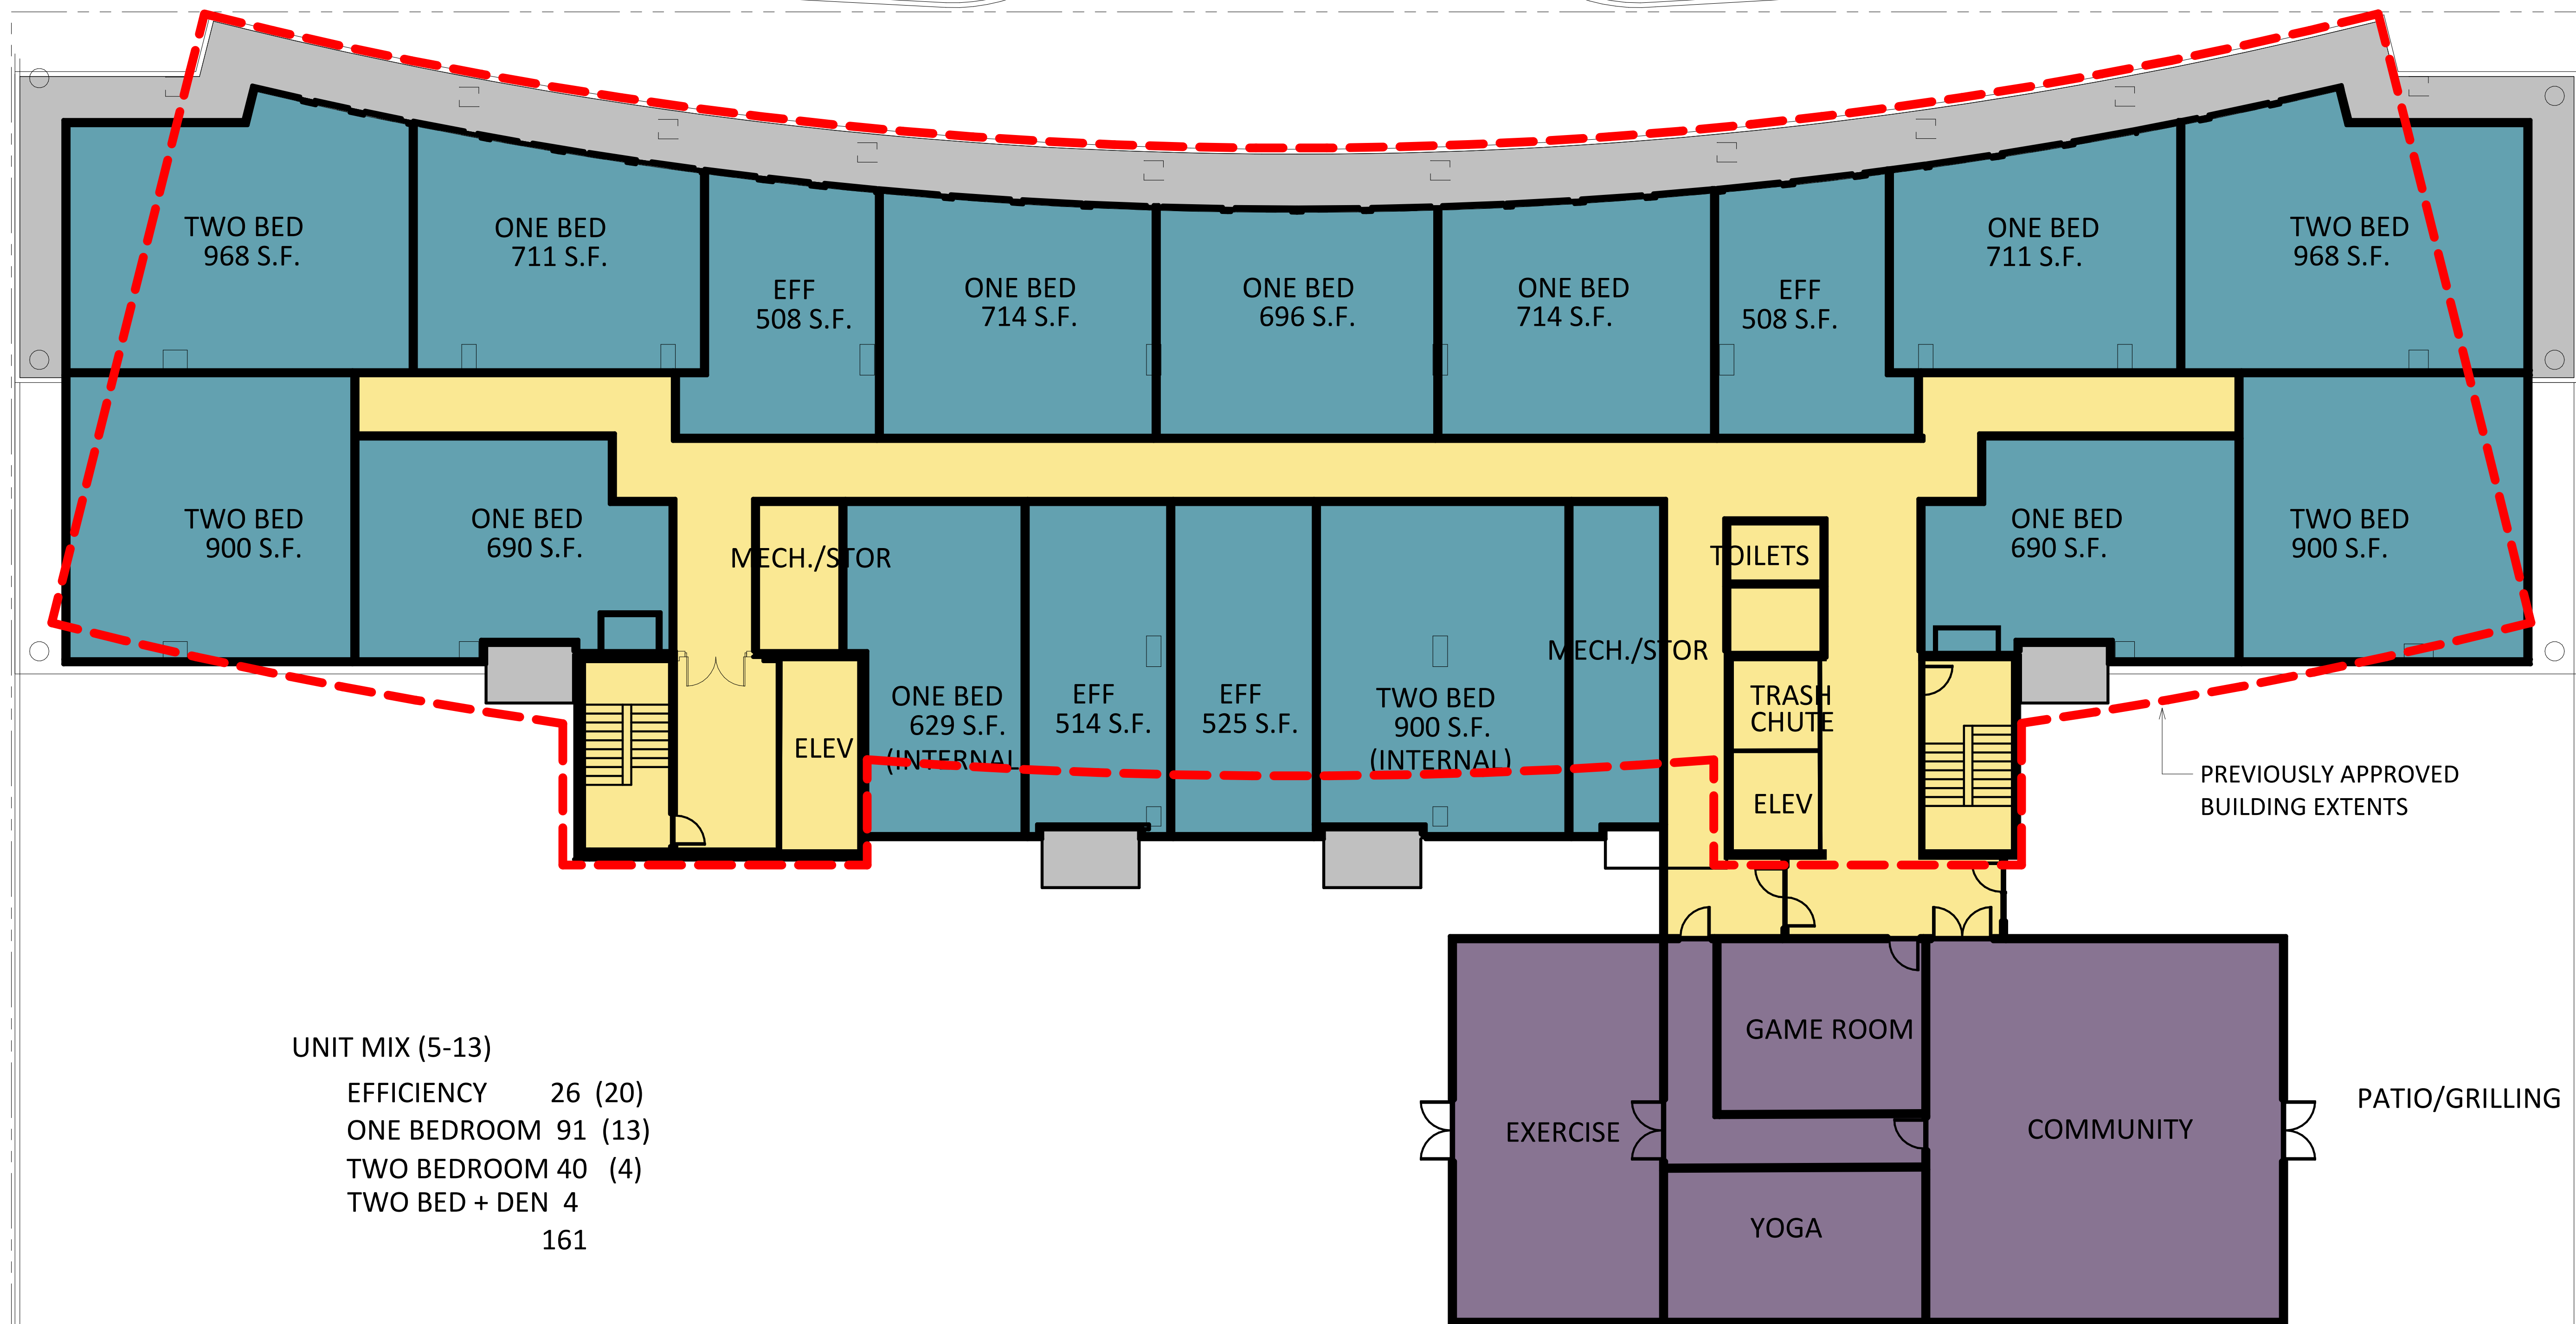 TWO BED
968 S.F.
ONE BED
711 S.F.
EFF
508 S.F.
ONE BED
714 S.F.
ONE BED
696 S.F.
ONE BED
714 S.F.
EFF
508 S.F.
ONE BED
711 S.F.
TWO BED
968 S.F.
TWO BED
900 S.F.
ONE BED
690 S.F.
MECH./STOR
TOILETS
ONE BED
690 S.F.
TWO BED
900 S.F.
ELEV
ONE BED
629 S.F.
(INTERNAL
EFF
514 S.F.
EFF
525 S.F.
TWO BED
900 S.F.
(INTERNAL)
MECH./STOR
TRASH
CHUTE
ELEV
PREVIOUSLY APPROVED
BUILDING EXTENTS
UNIT MIX (5-13)
EFFICIENCY 26 (20)
ONE BEDROOM 91 (13)
TWO BEDROOM 40 (4)
TWO BED + DEN 4
161
EXERCISE
GAME ROOM
YOGA
COMMUNITY
PATIO/GRILLING